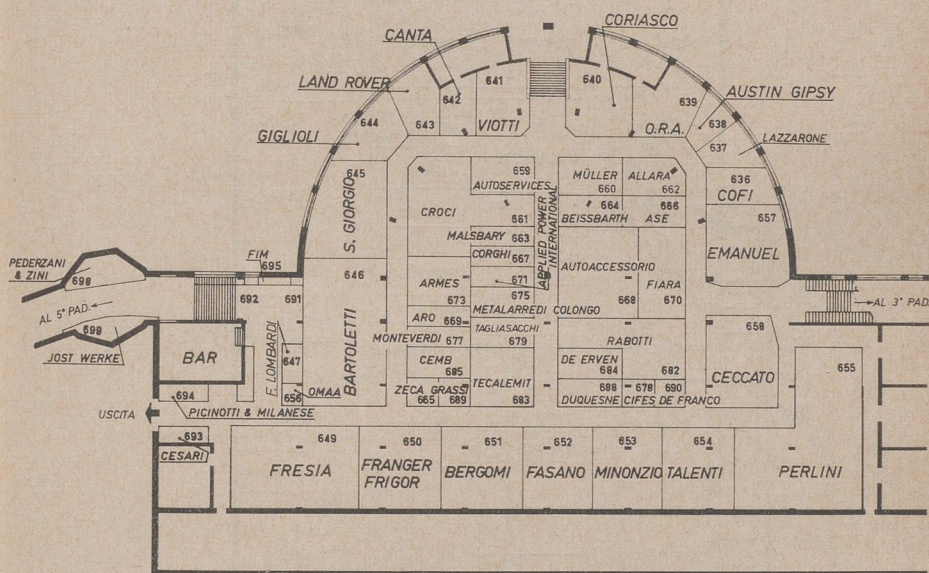 CORIASCO
CANTA
LAND ROVER
641
640
AUSTIN GIPSY
642
639
GIGLIOLI
644
643
VIOTTI
O.R.A.
638
637
LAZZARONE
645
S. GIORGIO
659
AUTOSERVICES
MÜLLER
660
ALLARA
662
636
COFI
CROCI
661
APPLIED POWER
INTERNATIONAL
664
BEISSBARTH
686
ASE
657
MALSBARY
663
CORGHI
667
EMANUEL
PEDERZANI
& ZINI
698
FIM
695
646
ARMES
673
671
675
AUTOACCESSORIO
668
FIARA
670
692
691
AL 5° PAD.
AL 3° PAD.
METALARREDI COLONGO
ARO
669
TAGLIASACCHI
679
658
699
JOST WERKE
BARTOLETTI
MONTEVERDI
677
RABOTTI
BAR
F. LOMBARDI
647
CEMB
685
DE ERVEN
684
682
655
CECCATO
TECALEMIT
683
656
OMAA
ZECA
665
GRASSI
689
688
678
690
694
PICINOTTI & MILANESE
DUQUESNE
CIFES
DE FRANCO
USCITA
693
CESARI
649
FRESIA
650
FRANGER
FRIGOR
651
BERGOMI
652
FASANO
653
MINONZIO
654
TALENTI
PERLINI